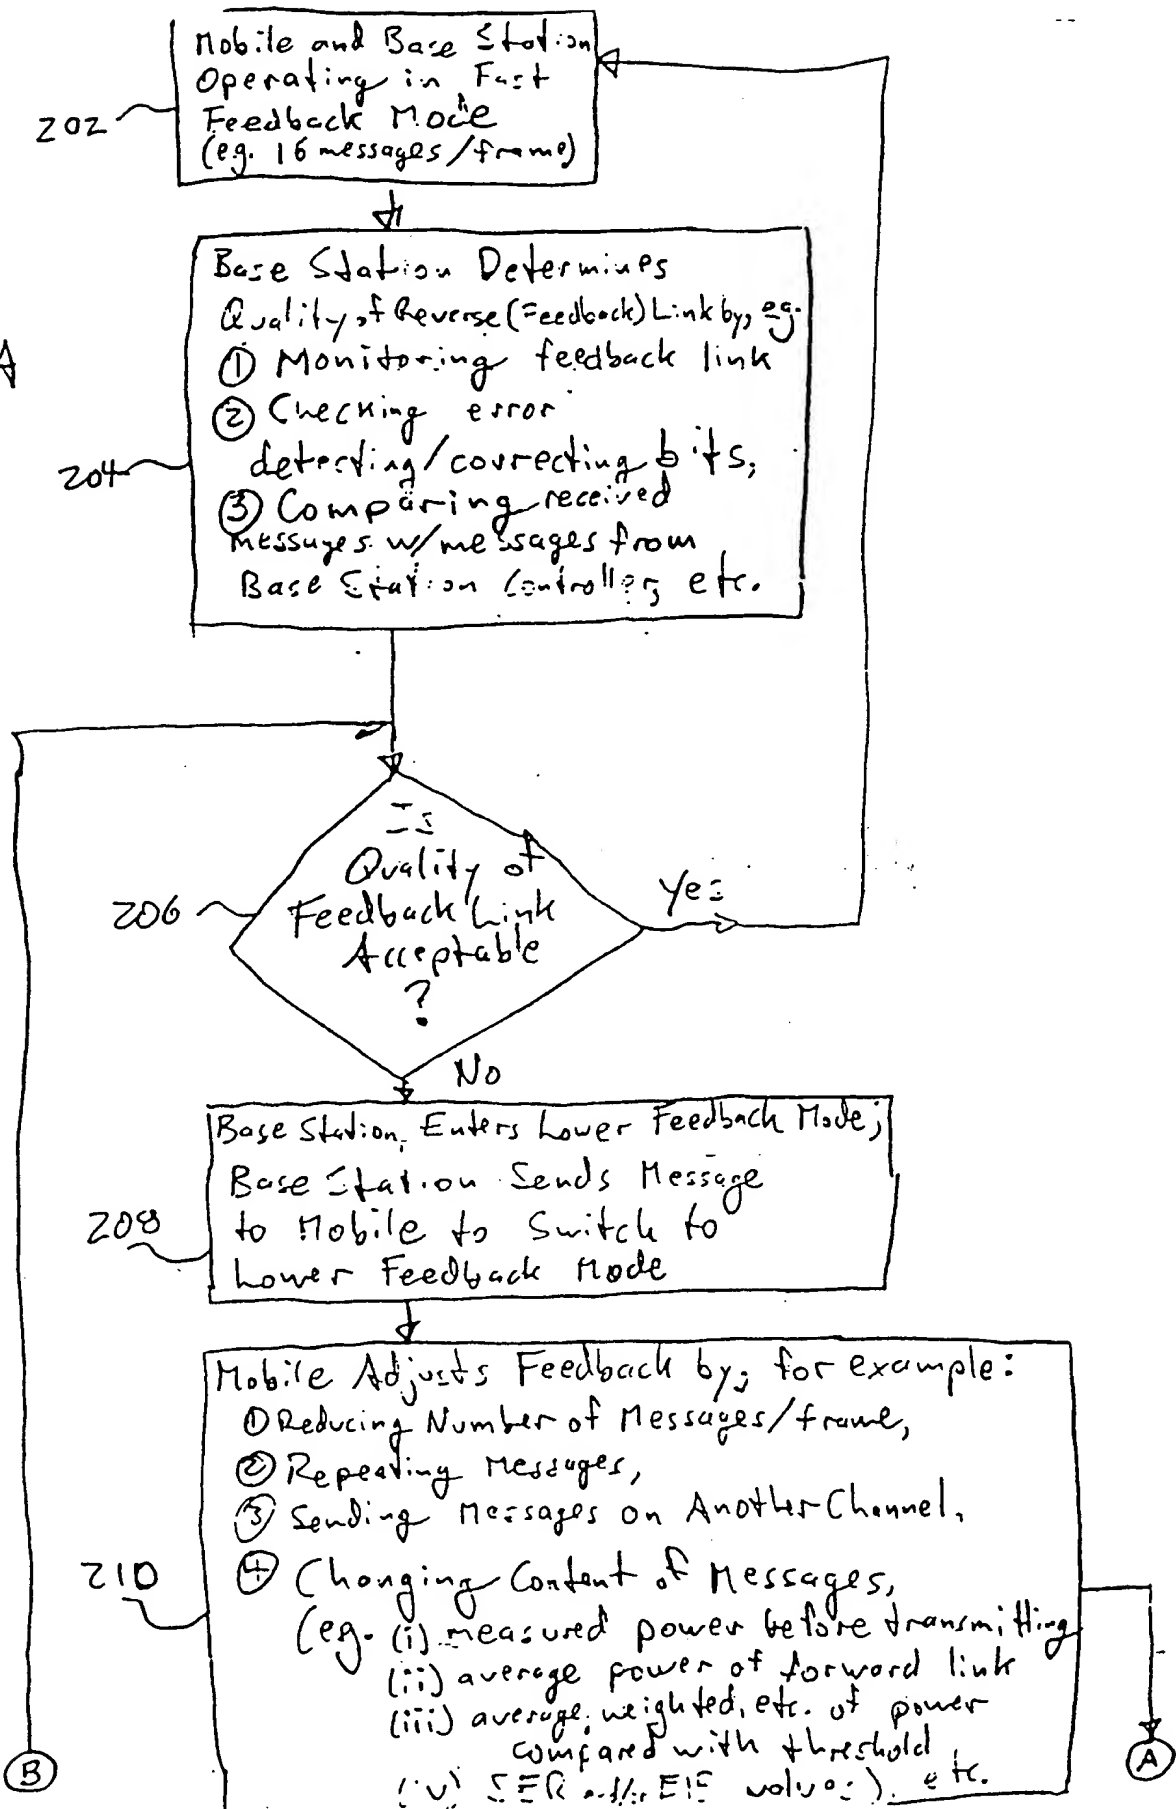 Mobile and Base Station
Operating in Fast
Feedback Mode
(e.g. 16 messages/frame)
202
Base Station Determines
Quality of Reverse (Feedback) Link by, e.g.
① Monitoring feedback link
② Checking error
detecting/correcting bits,
204
③ Comparing received
messages w/messages from
Base Station Controller, etc.
Is
Quality of
Feedback Link
Acceptable
?
206
Yes
No
Base Station Enters Lower Feedback Mode;
Base Station Sends Message
to Mobile to Switch to
Lower Feedback Mode
208
Mobile Adjusts Feedback by, for example:
① Reducing Number of Messages/frame,
② Repeating Messages,
③ Sending Messages on Another Channel,
④ Changing Content of Messages,
210
(eg. (i) measured power before transmitting
(ii) average power of forward link
(iii) average, weighted, etc. of power
compared with threshold
values), etc.
B
A